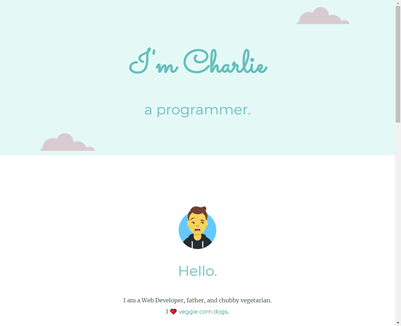 I'm Charlie
a programmer.
Hello.
I am a Web Developer, father, and chubby vegetarian.
I ❤ veggie corn dogs.